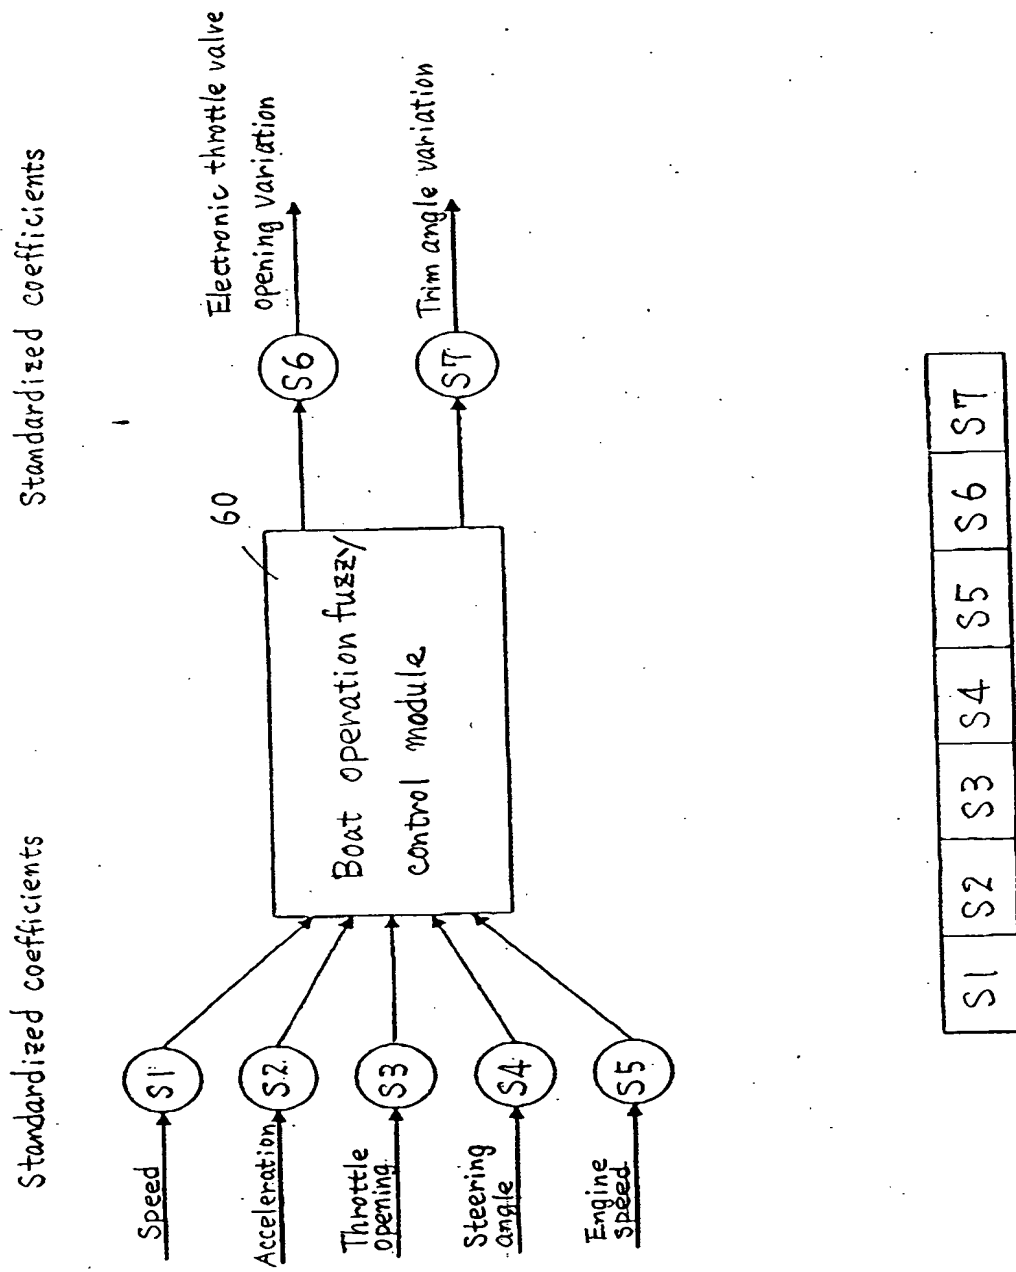 Standardized coefficients
Standardized coefficients
Speed
S1
Acceleration
S2
Throttle
opening
S3
Steering
angle
S4
Engine
speed
S5
60
Boat operation fuzzy
control module
S6
Electronic throttle valve
opening variation
S7
Trim angle variation
S1 S2 S3 S4 S5 S6 S7